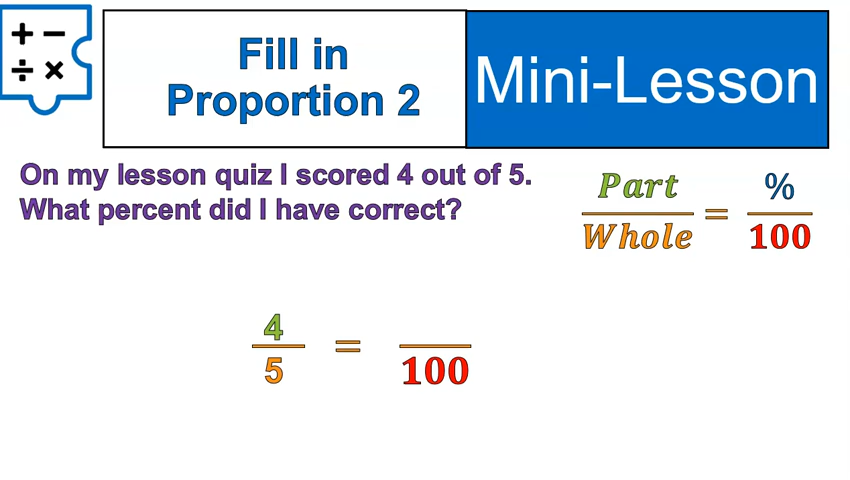 + −
÷ ×
Fill in
Proportion 2
Mini-Lesson
On my lesson quiz I scored 4 out of 5.
What percent did I have correct?
Part/Whole = %/100
4/5 = /100